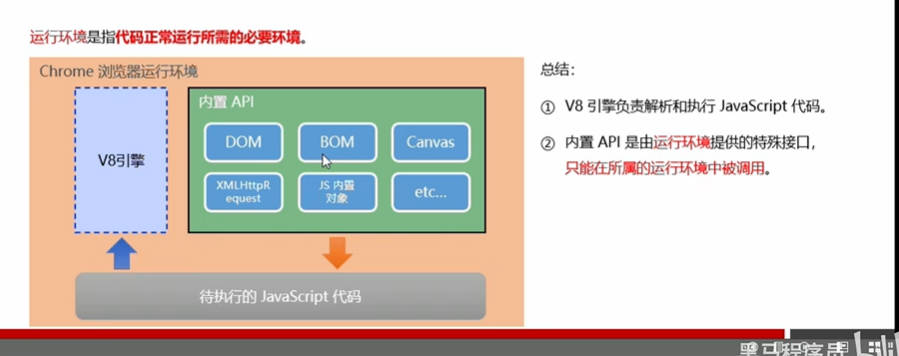 运行环境是指代码正常运行所需的必要环境。
Chrome 浏览器运行环境
内置 API
V8引擎
DOM
BOM
Canvas
XMLHttpR
equest
JS 内置
对象
etc...
待执行的 JavaScript 代码
总结：
① V8 引擎负责解析和执行 JavaScript 代码。
② 内置 API 是由运行环境提供的特殊接口，
只能在所属的运行环境中被调用。
黑马程序员